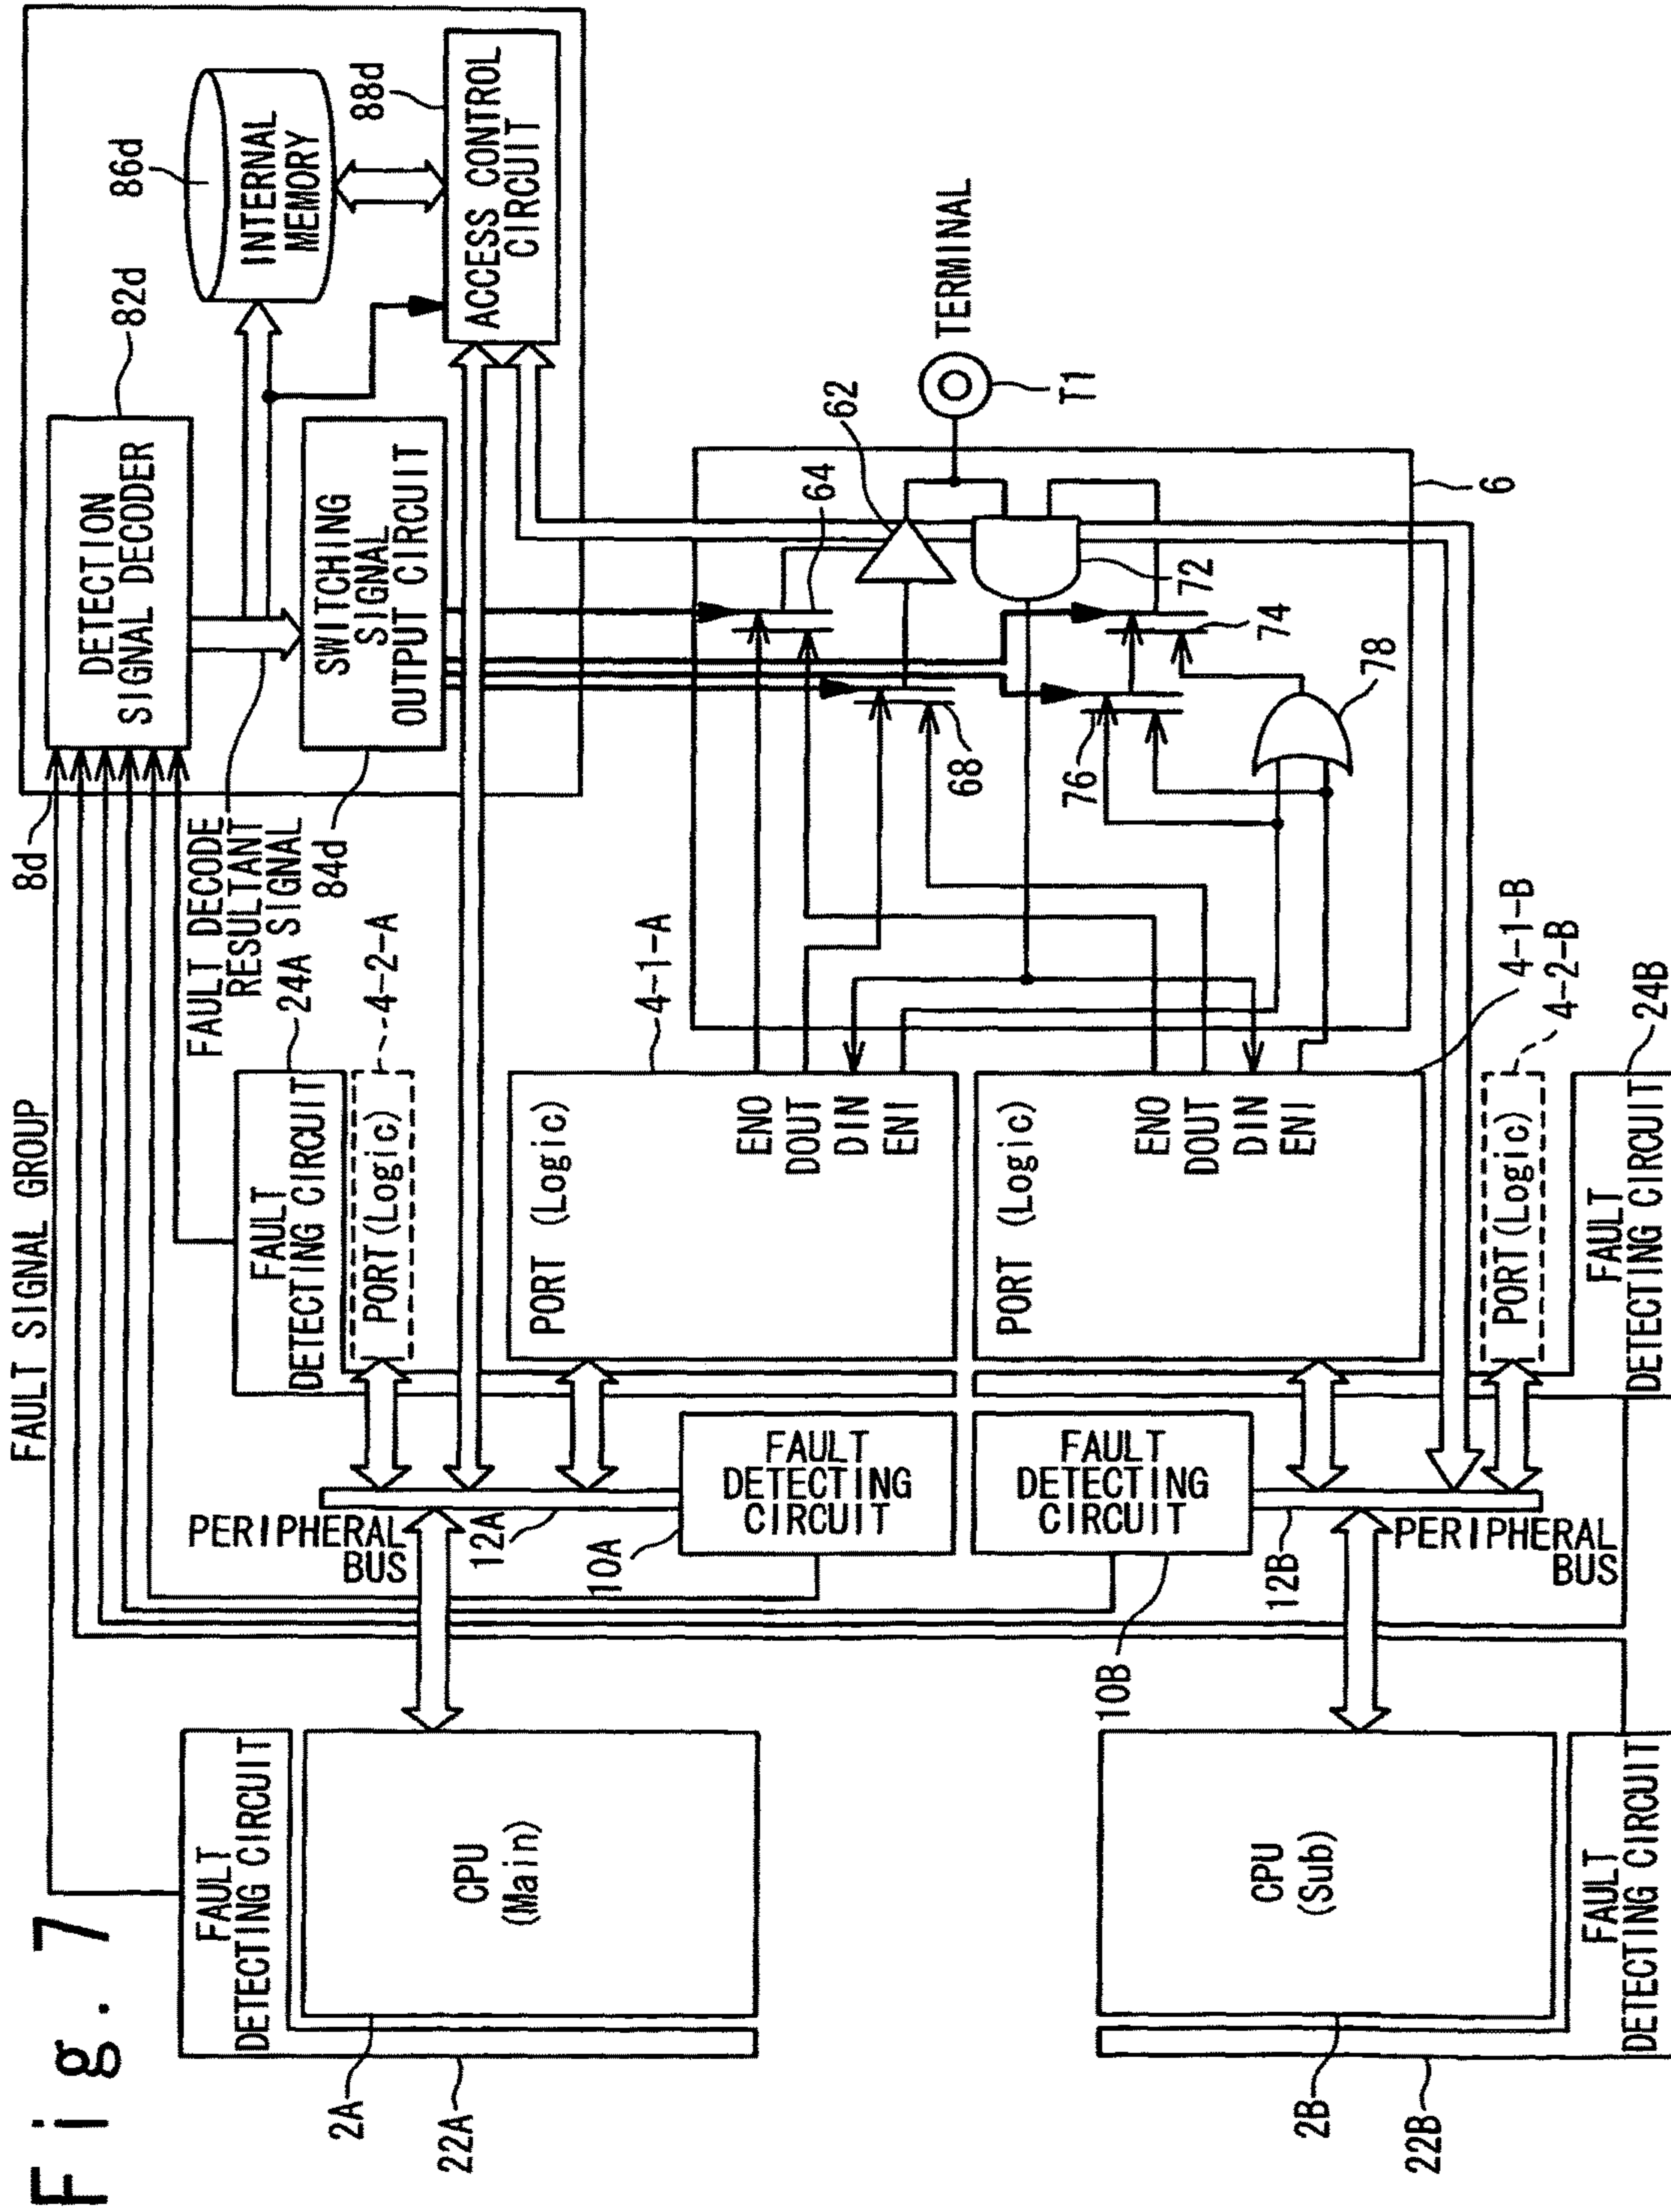 Fig. 7
FAULT SIGNAL GROUP
8d
82d
86d
88d
DETECTION
SIGNAL DECODER
INTERNAL
MEMORY
ACCESS CONTROL
CIRCUIT
SWITCHING
SIGNAL
OUTPUT CIRCUIT
FAULT DECODE
RESULTANT
SIGNAL
84d
24A
4-2-A
FAULT
DETECTING CIRCUIT
PORT(Logic)
4-1-A
PORT (Logic)
ENO
DOUT
DIN
ENI
PORT (Logic)
ENO
DOUT
DIN
ENI
4-1-B
4-2-B
PORT(Logic)
FAULT
DETECTING CIRCUIT
24B
62
64
68
72
74
76
78
6
TERMINAL
T1
PERIPHERAL
BUS
12A
10A
FAULT
DETECTING
CIRCUIT
FAULT
DETECTING
CIRCUIT
10B
12B
PERIPHERAL
BUS
FAULT
DETECTING CIRCUIT
CPU
(Main)
2A
22A
CPU
(Sub)
FAULT
DETECTING CIRCUIT
2B
22B